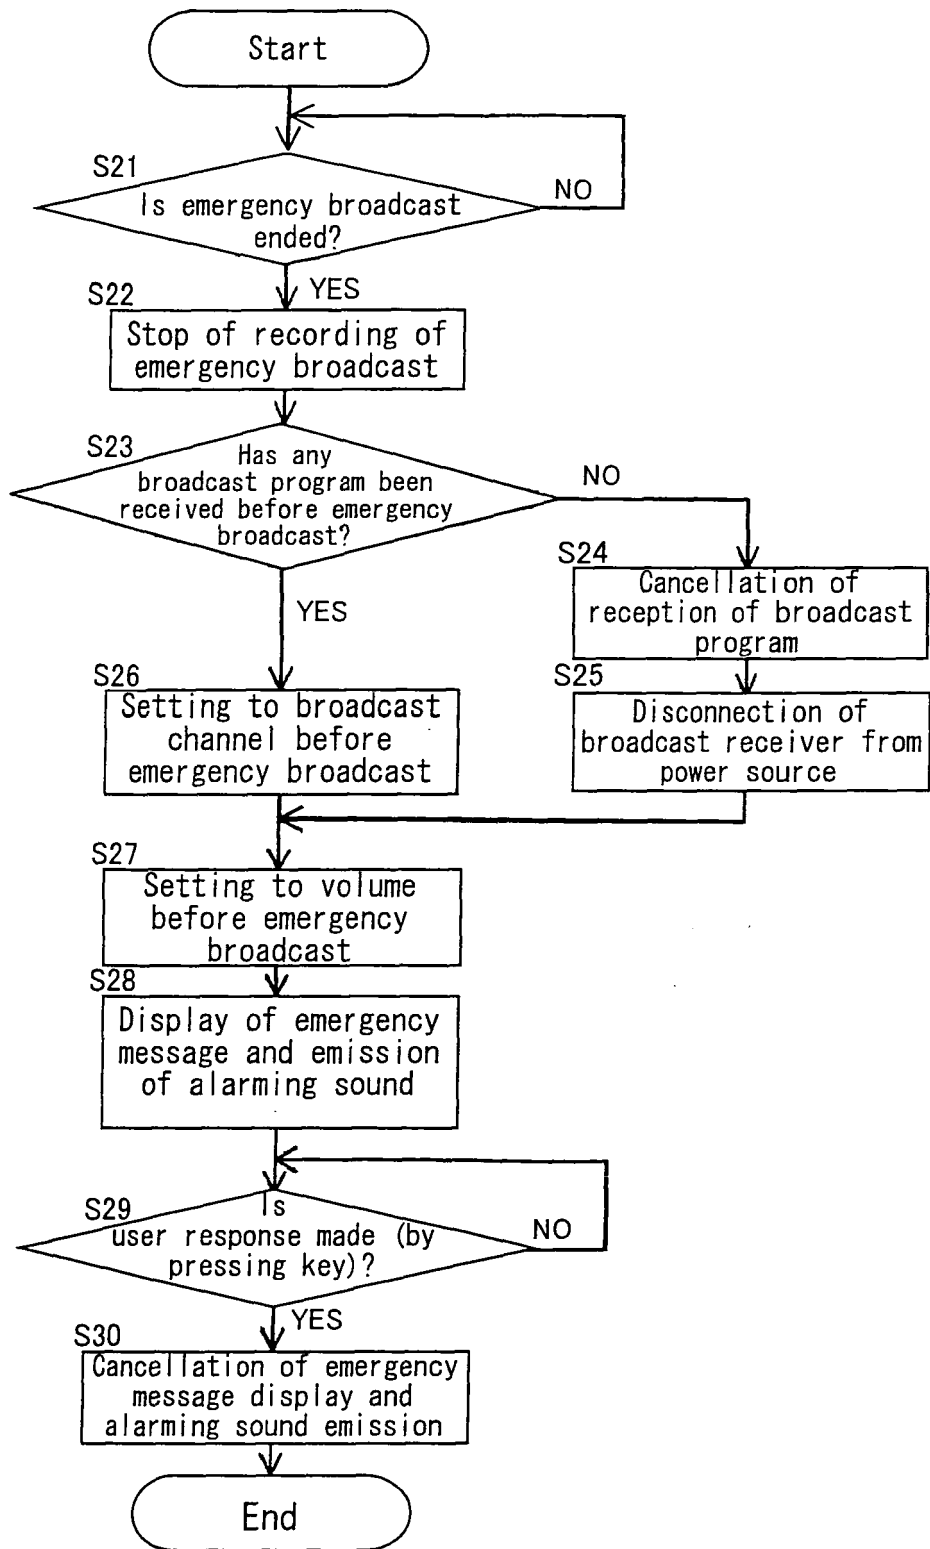 Start
S21
Is emergency broadcast
ended?
NO
YES
S22
Stop of recording of
emergency broadcast
S23
Has any
broadcast program been
received before emergency
broadcast?
NO
YES
S24
Cancellation of
reception of broadcast
program
S25
Disconnection of
broadcast receiver from
power source
S26
Setting to broadcast
channel before
emergency broadcast
S27
Setting to volume
before emergency
broadcast
S28
Display of emergency
message and emission
of alarming sound
S29
Is
user response made (by
pressing key)?
NO
YES
S30
Cancellation of emergency
message display and
alarming sound emission
End